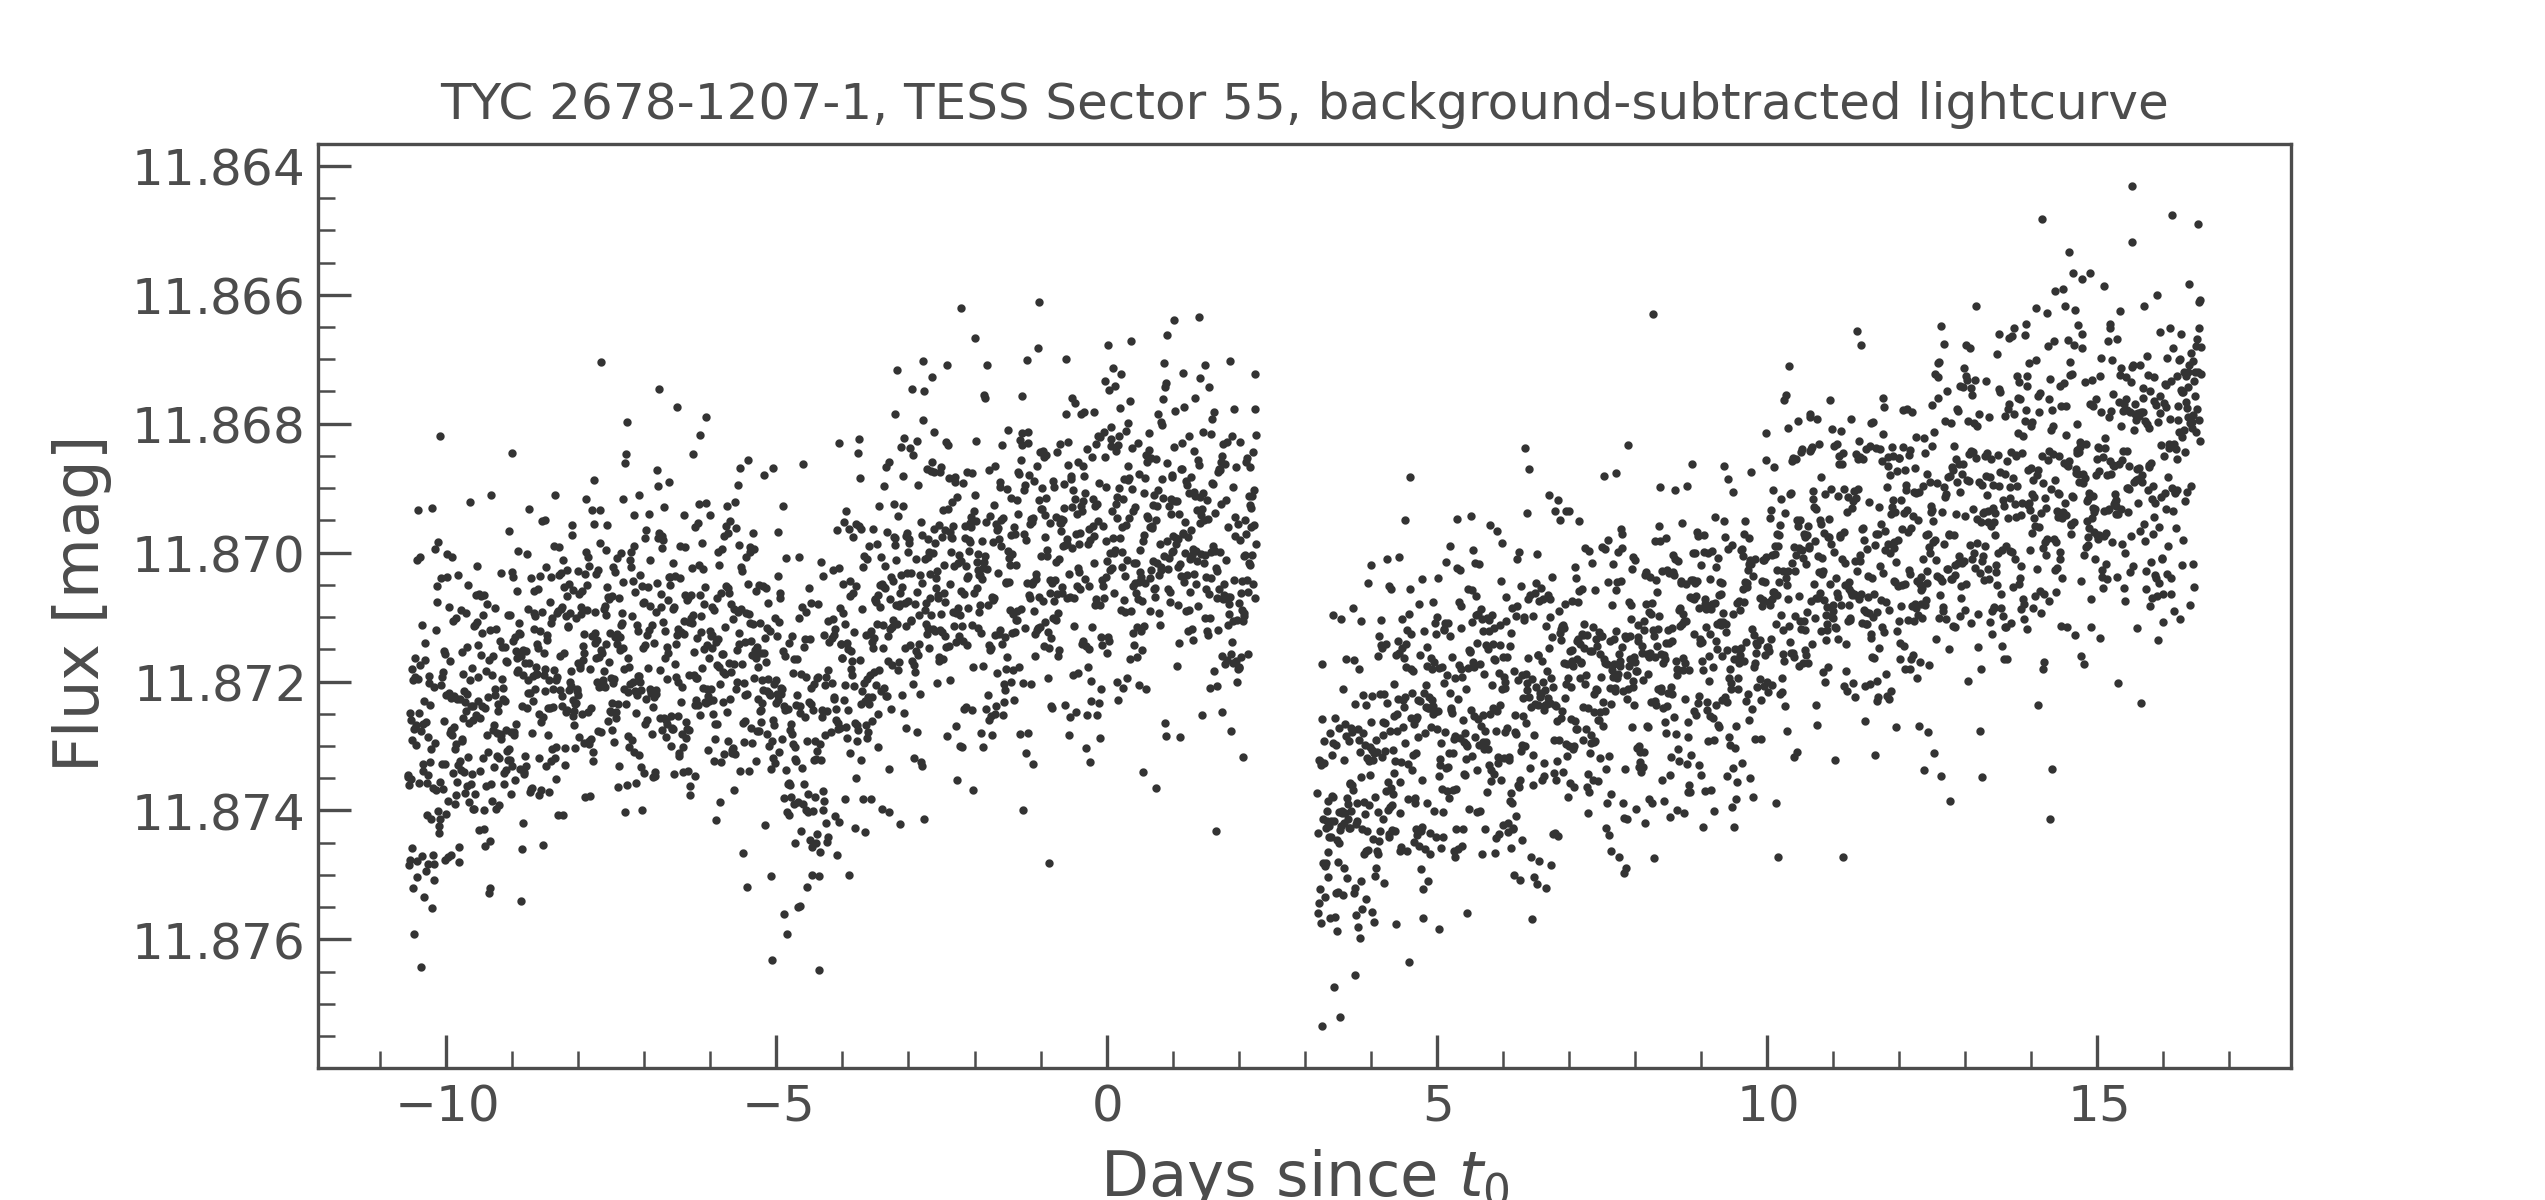 TYC 2678-1207-1, TESS Sector 55, background-subtracted lightcurve
11.864
11.866
11.868
11.870
11.872
11.874
11.876
Flux [mag]
−10 −5 0 5 10 15
Days since t₀